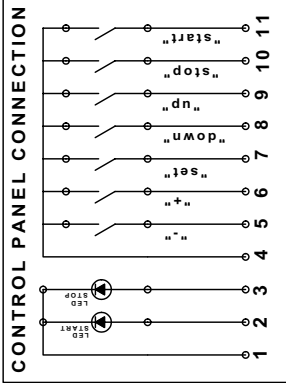 CONTROL PANEL CONNECTION
"start"
"stop"
"up"
"down"
"set"
"+"
"-"
LED
STOP
LED
START
11
10
9
8
7
6
5
4
3
2
1